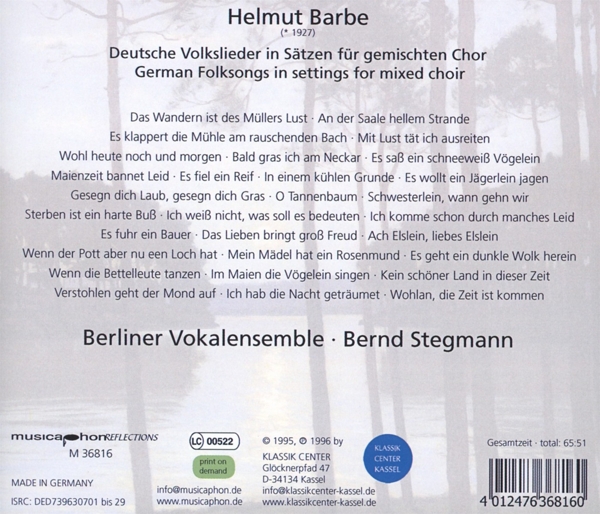 Helmut Barbe
(* 1927)
Deutsche Volkslieder in Sätzen für gemischten Chor
German Folksongs in settings for mixed choir
Das Wandern ist des Müllers Lust · An der Saale hellem Strande
Es klappert die Mühle am rauschenden Bach · Mit Lust tät ich ausreiten
Wohl heute noch und morgen · Bald gras ich am Neckar · Es saß ein schneeweiß Vögelein
Maienzeit bannet Leid · Es fiel ein Reif · In einem kühlen Grunde · Es wollt ein Jägerlein jagen
Gesegn dich Laub, gesegn dich Gras · O Tannenbaum · Schwesterlein, wann gehn wir
Sterben ist ein harte Buß · Ich weiß nicht, was soll es bedeuten · Ich komme schon durch manches Leid
Es fuhr ein Bauer · Das Lieben bringt groß Freud · Ach Elslein, liebes Elslein
Wenn der Pott aber nu een Loch hat · Mein Mädel hat ein Rosenmund · Es geht ein dunkle Wolk herein
Wenn die Bettelleute tanzen · Im Maien die Vögelein singen · Kein schöner Land in dieser Zeit
Verstohlen geht der Mond auf · Ich hab die Nacht geträumet · Wohlan, die Zeit ist kommen
Berliner Vokalensemble · Bernd Stegmann
musicaphon REFLECTIONS
M 36816
MADE IN GERMANY
ISRC: DED739630701 bis 29
LC 00522
print on
demand
info@musicaphon.de
www.musicaphon.de
© 1995, ℗ 1996 by
KLASSIK CENTER
Glöcknerpfad 47
D-34134 Kassel
info@klassikcenter-kassel.de
www.klassikcenter-kassel.de
KLASSIK
CENTER
KASSEL
Gesamtzeit · total: 65:51
4 012476 368160